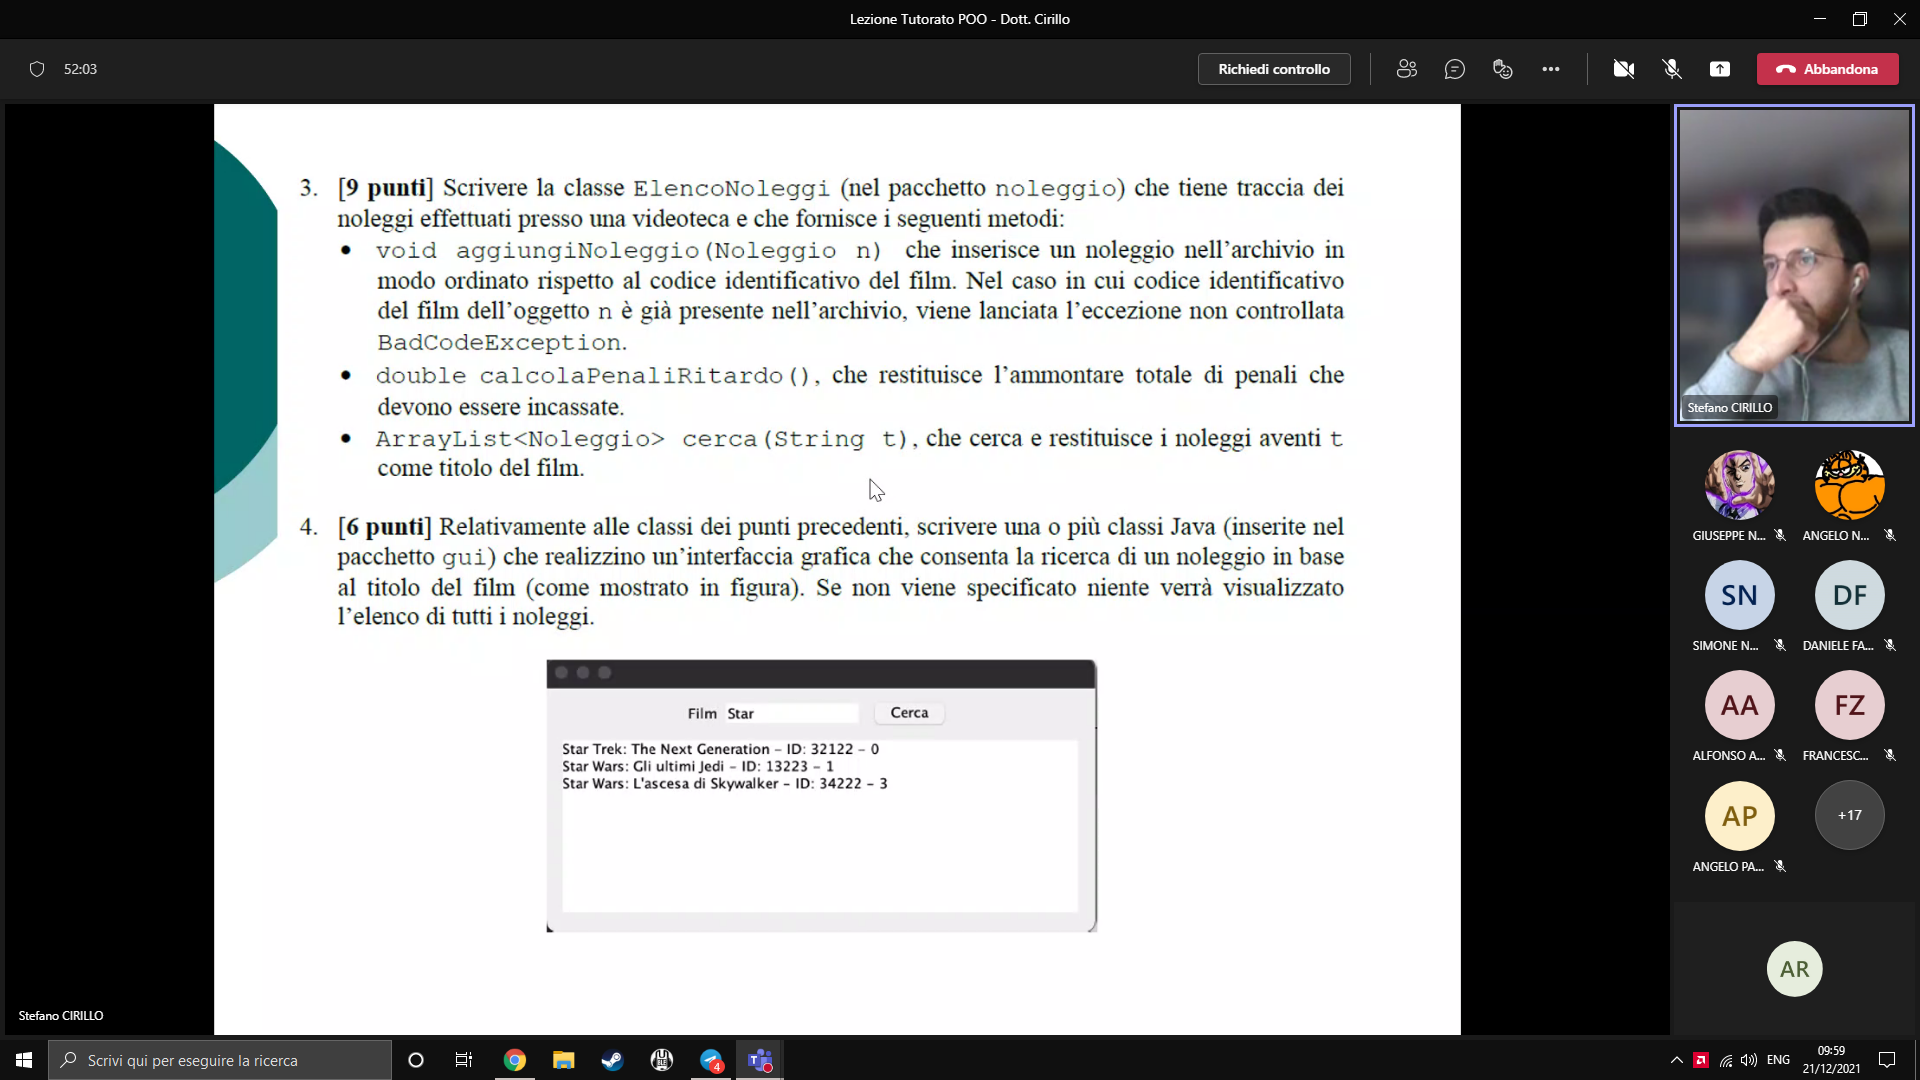 Lezione Tutorato POO - Dott. Cirillo
52:03
Richiedi controllo
Abbandona
3. [9 punti] Scrivere la classe ElencoNoleggi (nel pacchetto noleggio) che tiene traccia dei
noleggi effettuati presso una videoteca e che fornisce i seguenti metodi:
• void aggiungiNoleggio(Noleggio n) che inserisce un noleggio nell'archivio in
modo ordinato rispetto al codice identificativo del film. Nel caso in cui codice identificativo
del film dell'oggetto n è già presente nell'archivio, viene lanciata l'eccezione non controllata
BadCodeException.
• double calcolaPenaliRitardo(), che restituisce l'ammontare totale di penali che
devono essere incassate.
• ArrayList<Noleggio> cerca(String t), che cerca e restituisce i noleggi aventi t
come titolo del film.
4. [6 punti] Relativamente alle classi dei punti precedenti, scrivere una o più classi Java (inserite nel
pacchetto gui) che realizzino un'interfaccia grafica che consenta la ricerca di un noleggio in base
al titolo del film (come mostrato in figura). Se non viene specificato niente verrà visualizzato
l'elenco di tutti i noleggi.
Film Star Cerca
Star Trek: The Next Generation – ID: 32122 – 0
Star Wars: Gli ultimi Jedi – ID: 13223 – 1
Star Wars: L'ascesa di Skywalker – ID: 34222 – 3
Stefano CIRILLO
Stefano CIRILLO
GIUSEPPE N... ANGELO N...
SN DF
SIMONE N... DANIELE FA...
AA FZ
ALFONSO A... FRANCESC...
AP +17
ANGELO PA...
AR
Scrivi qui per eseguire la ricerca
4
ENG
09:59
21/12/2021